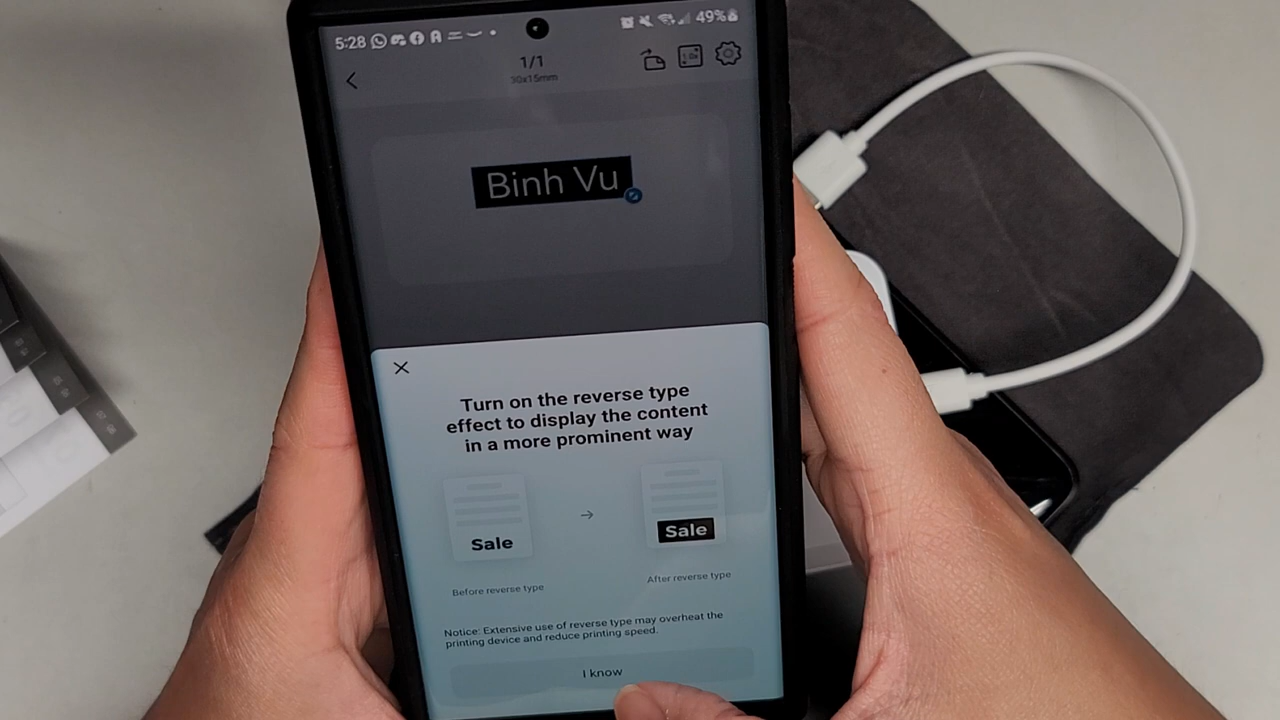 5:28
49%
1/1
30x15mm
Binh Vu
Turn on the reverse type
effect to display the content
in a more prominent way
Sale
Sale
Before reverse type
After reverse type
Notice: Extensive use of reverse type may overheat the
printing device and reduce printing speed.
I know